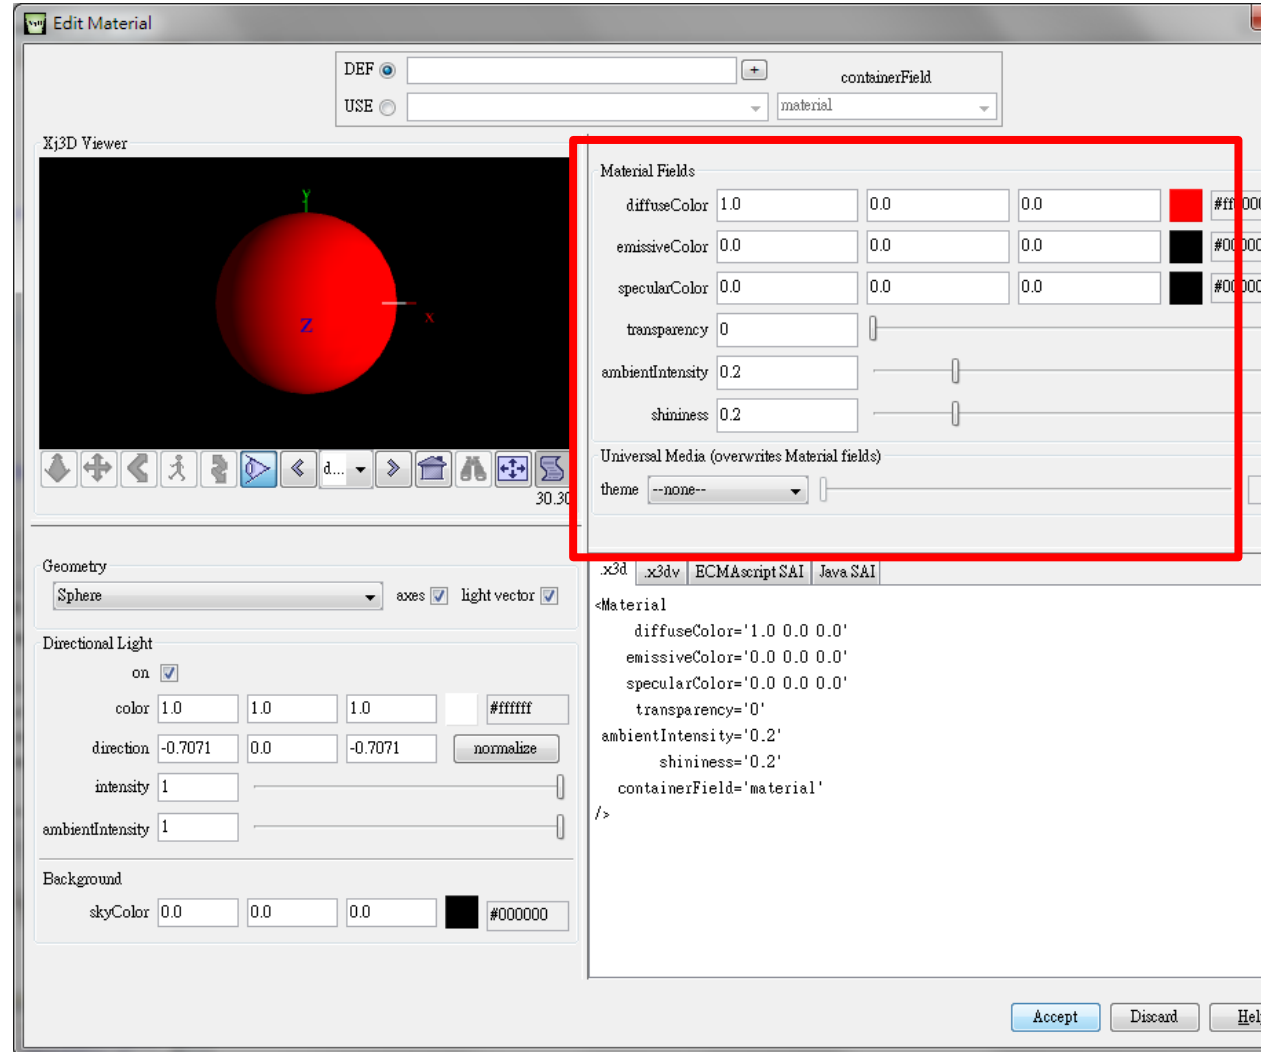 Edit Material
DEF
+
containerField
USE
material
Xj3D Viewer
Y
Z
x
d...
30.30
Material Fields
diffuseColor 1.0 0.0 0.0
emissiveColor 0.0 0.0 0.0
specularColor 0.0 0.0 0.0
transparency 0
ambientIntensity 0.2
shininess 0.2
Universal Media (overwrites Material fields)
theme --none--
Geometry
Sphere axes light vector
Directional Light
on
color 1.0 1.0 1.0 #ffffff
direction -0.7071 0.0 -0.7071 normalize
intensity 1
ambientIntensity 1
Background
skyColor 0.0 0.0 0.0 #000000
.x3d .x3dv ECMAscript SAI Java SAI
<Material
diffuseColor='1.0 0.0 0.0'
emissiveColor='0.0 0.0 0.0'
specularColor='0.0 0.0 0.0'
transparency='0'
ambientIntensity='0.2'
shininess='0.2'
containerField='material'
/>
Accept Discard Hel